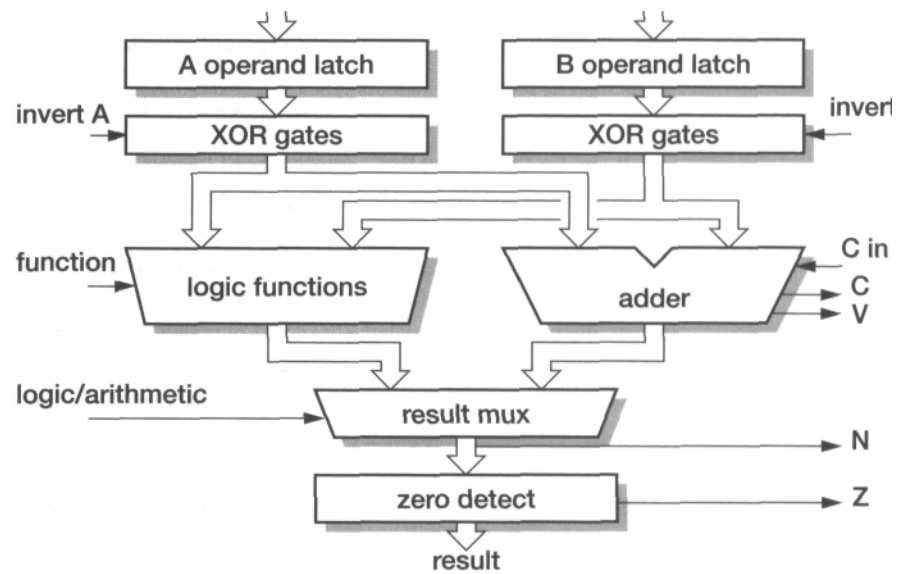 A operand latch
B operand latch
invert A
invert
XOR gates
XOR gates
function
C in
logic functions
adder
C
V
logic/arithmetic
result mux
N
zero detect
Z
result